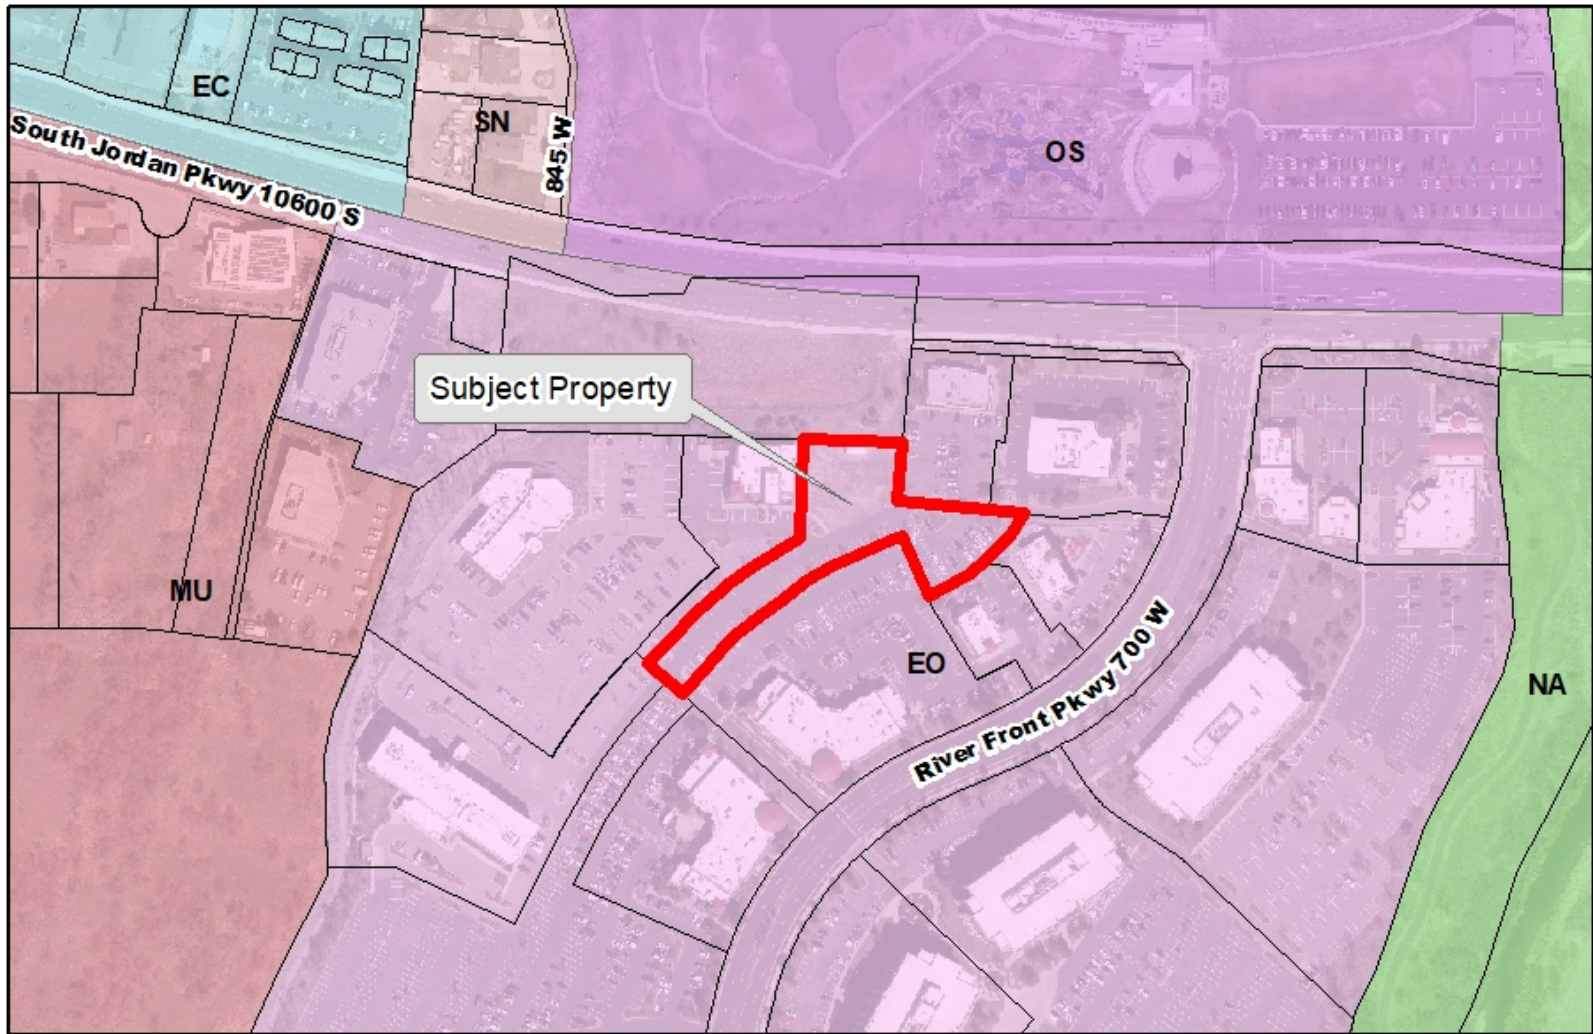 EC
SN
845 W
OS
South Jordan Pkwy 10600 S
Subject Property
MU
EO
River Front Pkwy 700 W
NA